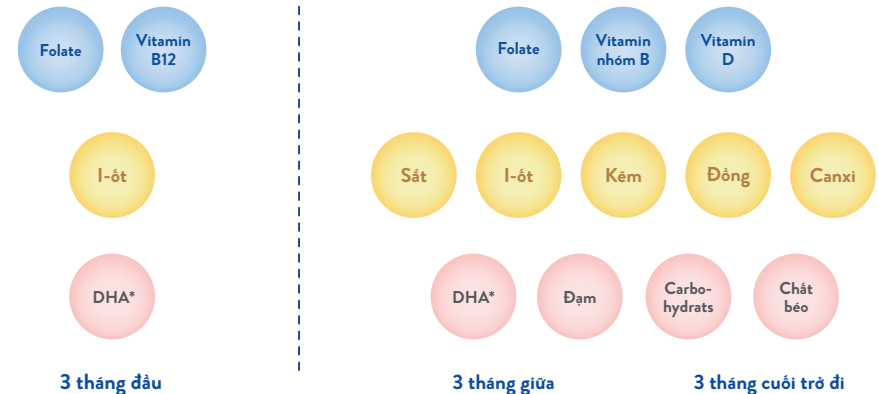 Folate
Vitamin
B12
Folate
Vitamin
nhóm B
Vitamin
D
I-ốt
Sắt
I-ốt
Kẽm
Đồng
Canxi
DHA*
DHA*
Đạm
Carbo-
hydrats
Chất
béo
3 tháng đầu
3 tháng giữa
3 tháng cuối trở đi